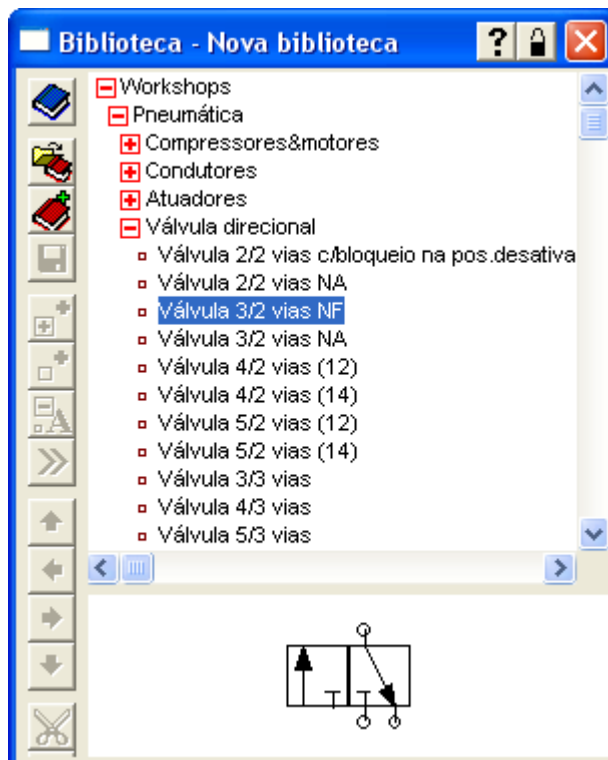 Biblioteca - Nova biblioteca
Workshops
Pneumática
Compressores&motores
Condutores
Atuadores
Válvula direcional
Válvula 2/2 vias c/bloqueio na pos.desativa
Válvula 2/2 vias NA
Válvula 3/2 vias NF
Válvula 3/2 vias NA
Válvula 4/2 vias (12)
Válvula 4/2 vias (14)
Válvula 5/2 vias (12)
Válvula 5/2 vias (14)
Válvula 3/3 vias
Válvula 4/3 vias
Válvula 5/3 vias